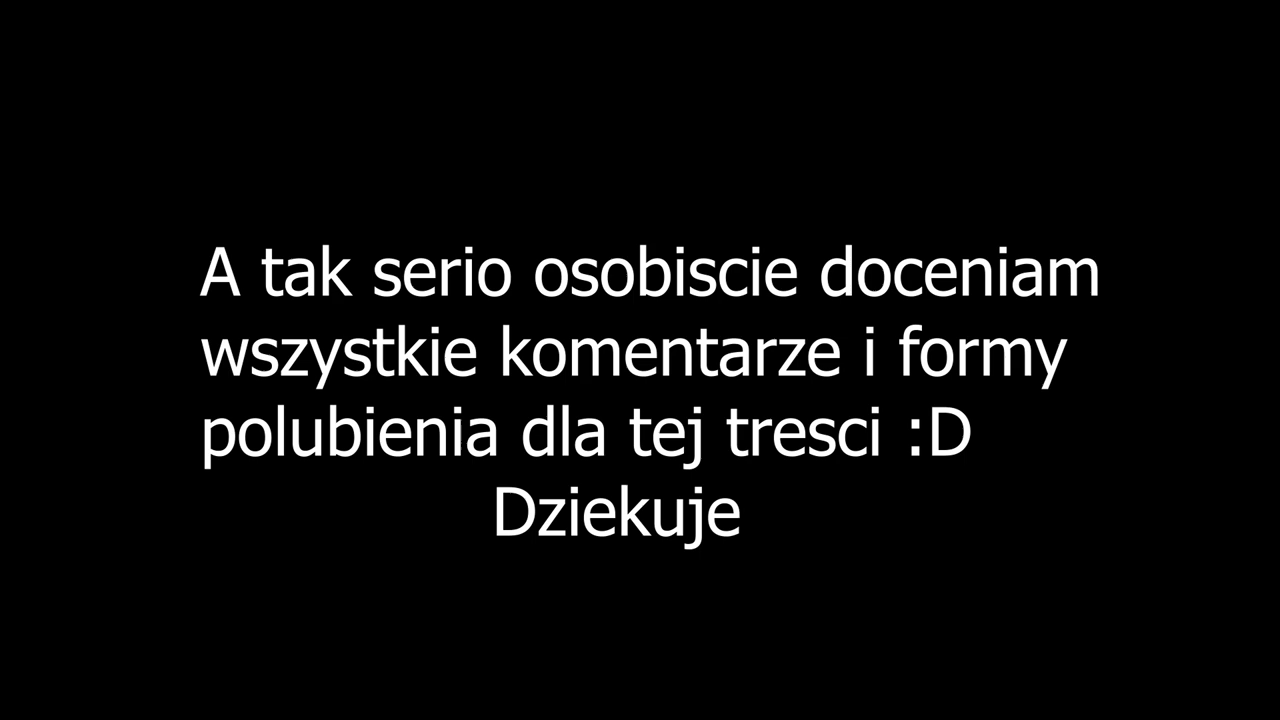 A tak serio osobiscie doceniam
wszystkie komentarze i formy
polubienia dla tej tresci :D
Dziekuje